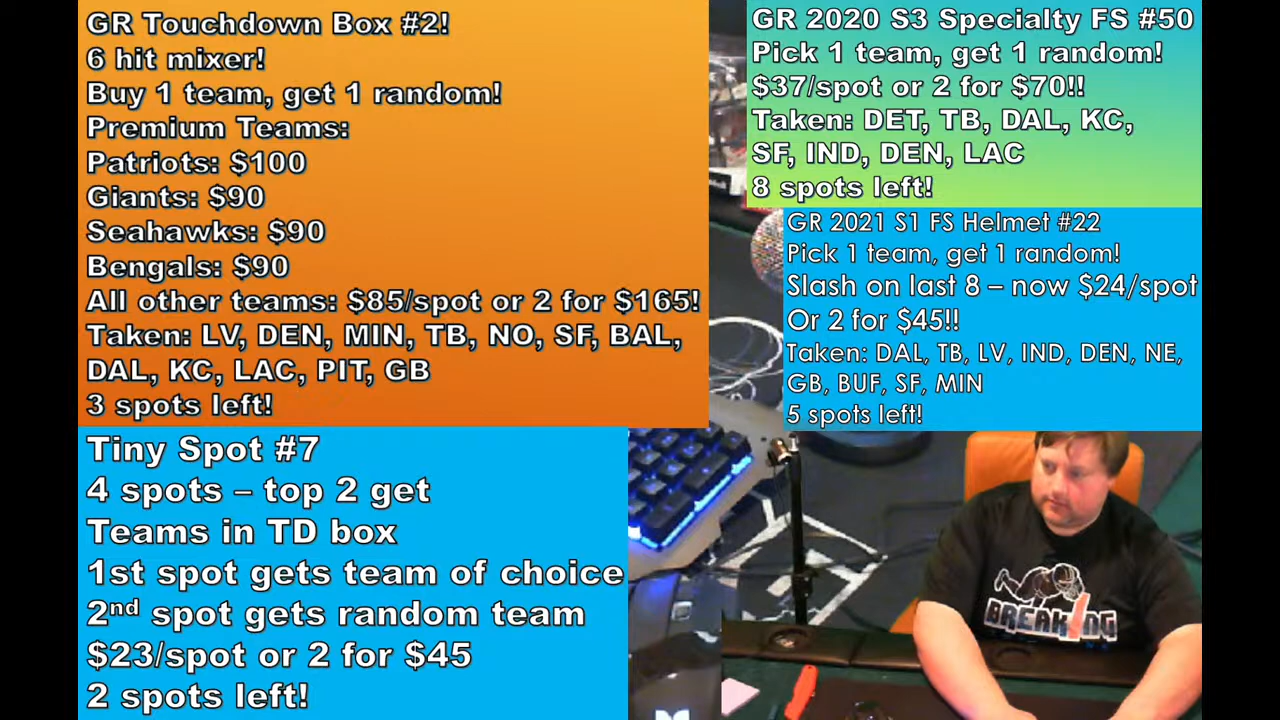 GR Touchdown Box #2!
6 hit mixer!
Buy 1 team, get 1 random!
Premium Teams:
Patriots: $100
Giants: $90
Seahawks: $90
Bengals: $90
All other teams: $85/spot or 2 for $165!
Taken: LV, DEN, MIN, TB, NO, SF, BAL,
DAL, KC, LAC, PIT, GB
3 spots left!
GR 2020 S3 Specialty FS #50
Pick 1 team, get 1 random!
$37/spot or 2 for $70!!
Taken: DET, TB, DAL, KC,
SF, IND, DEN, LAC
8 spots left!
GR 2021 S1 FS Helmet #22
Pick 1 team, get 1 random!
Slash on last 8 – now $24/spot
Or 2 for $45!!
Taken: DAL, TB, LV, IND, DEN, NE,
GB, BUF, SF, MIN
5 spots left!
Tiny Spot #7
4 spots – top 2 get
Teams in TD box
1st spot gets team of choice
2nd spot gets random team
$23/spot or 2 for $45
2 spots left!
BREAKING